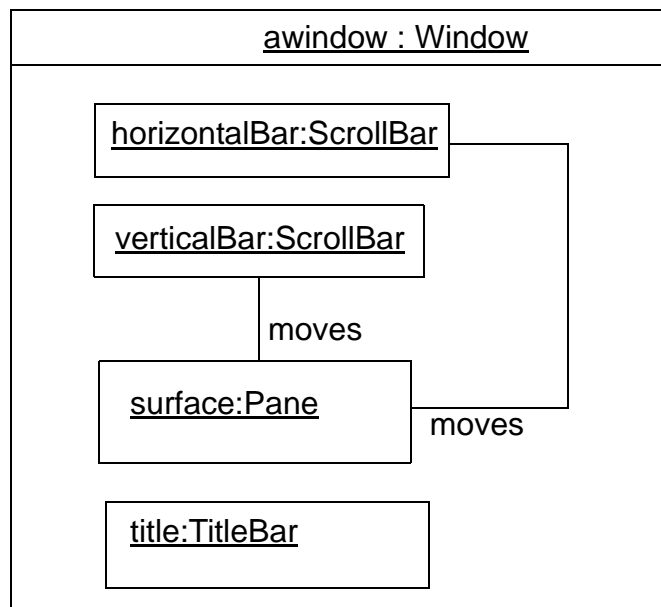 awindow : Window
horizontalBar:ScrollBar
verticalBar:ScrollBar
moves
surface:Pane
moves
title:TitleBar